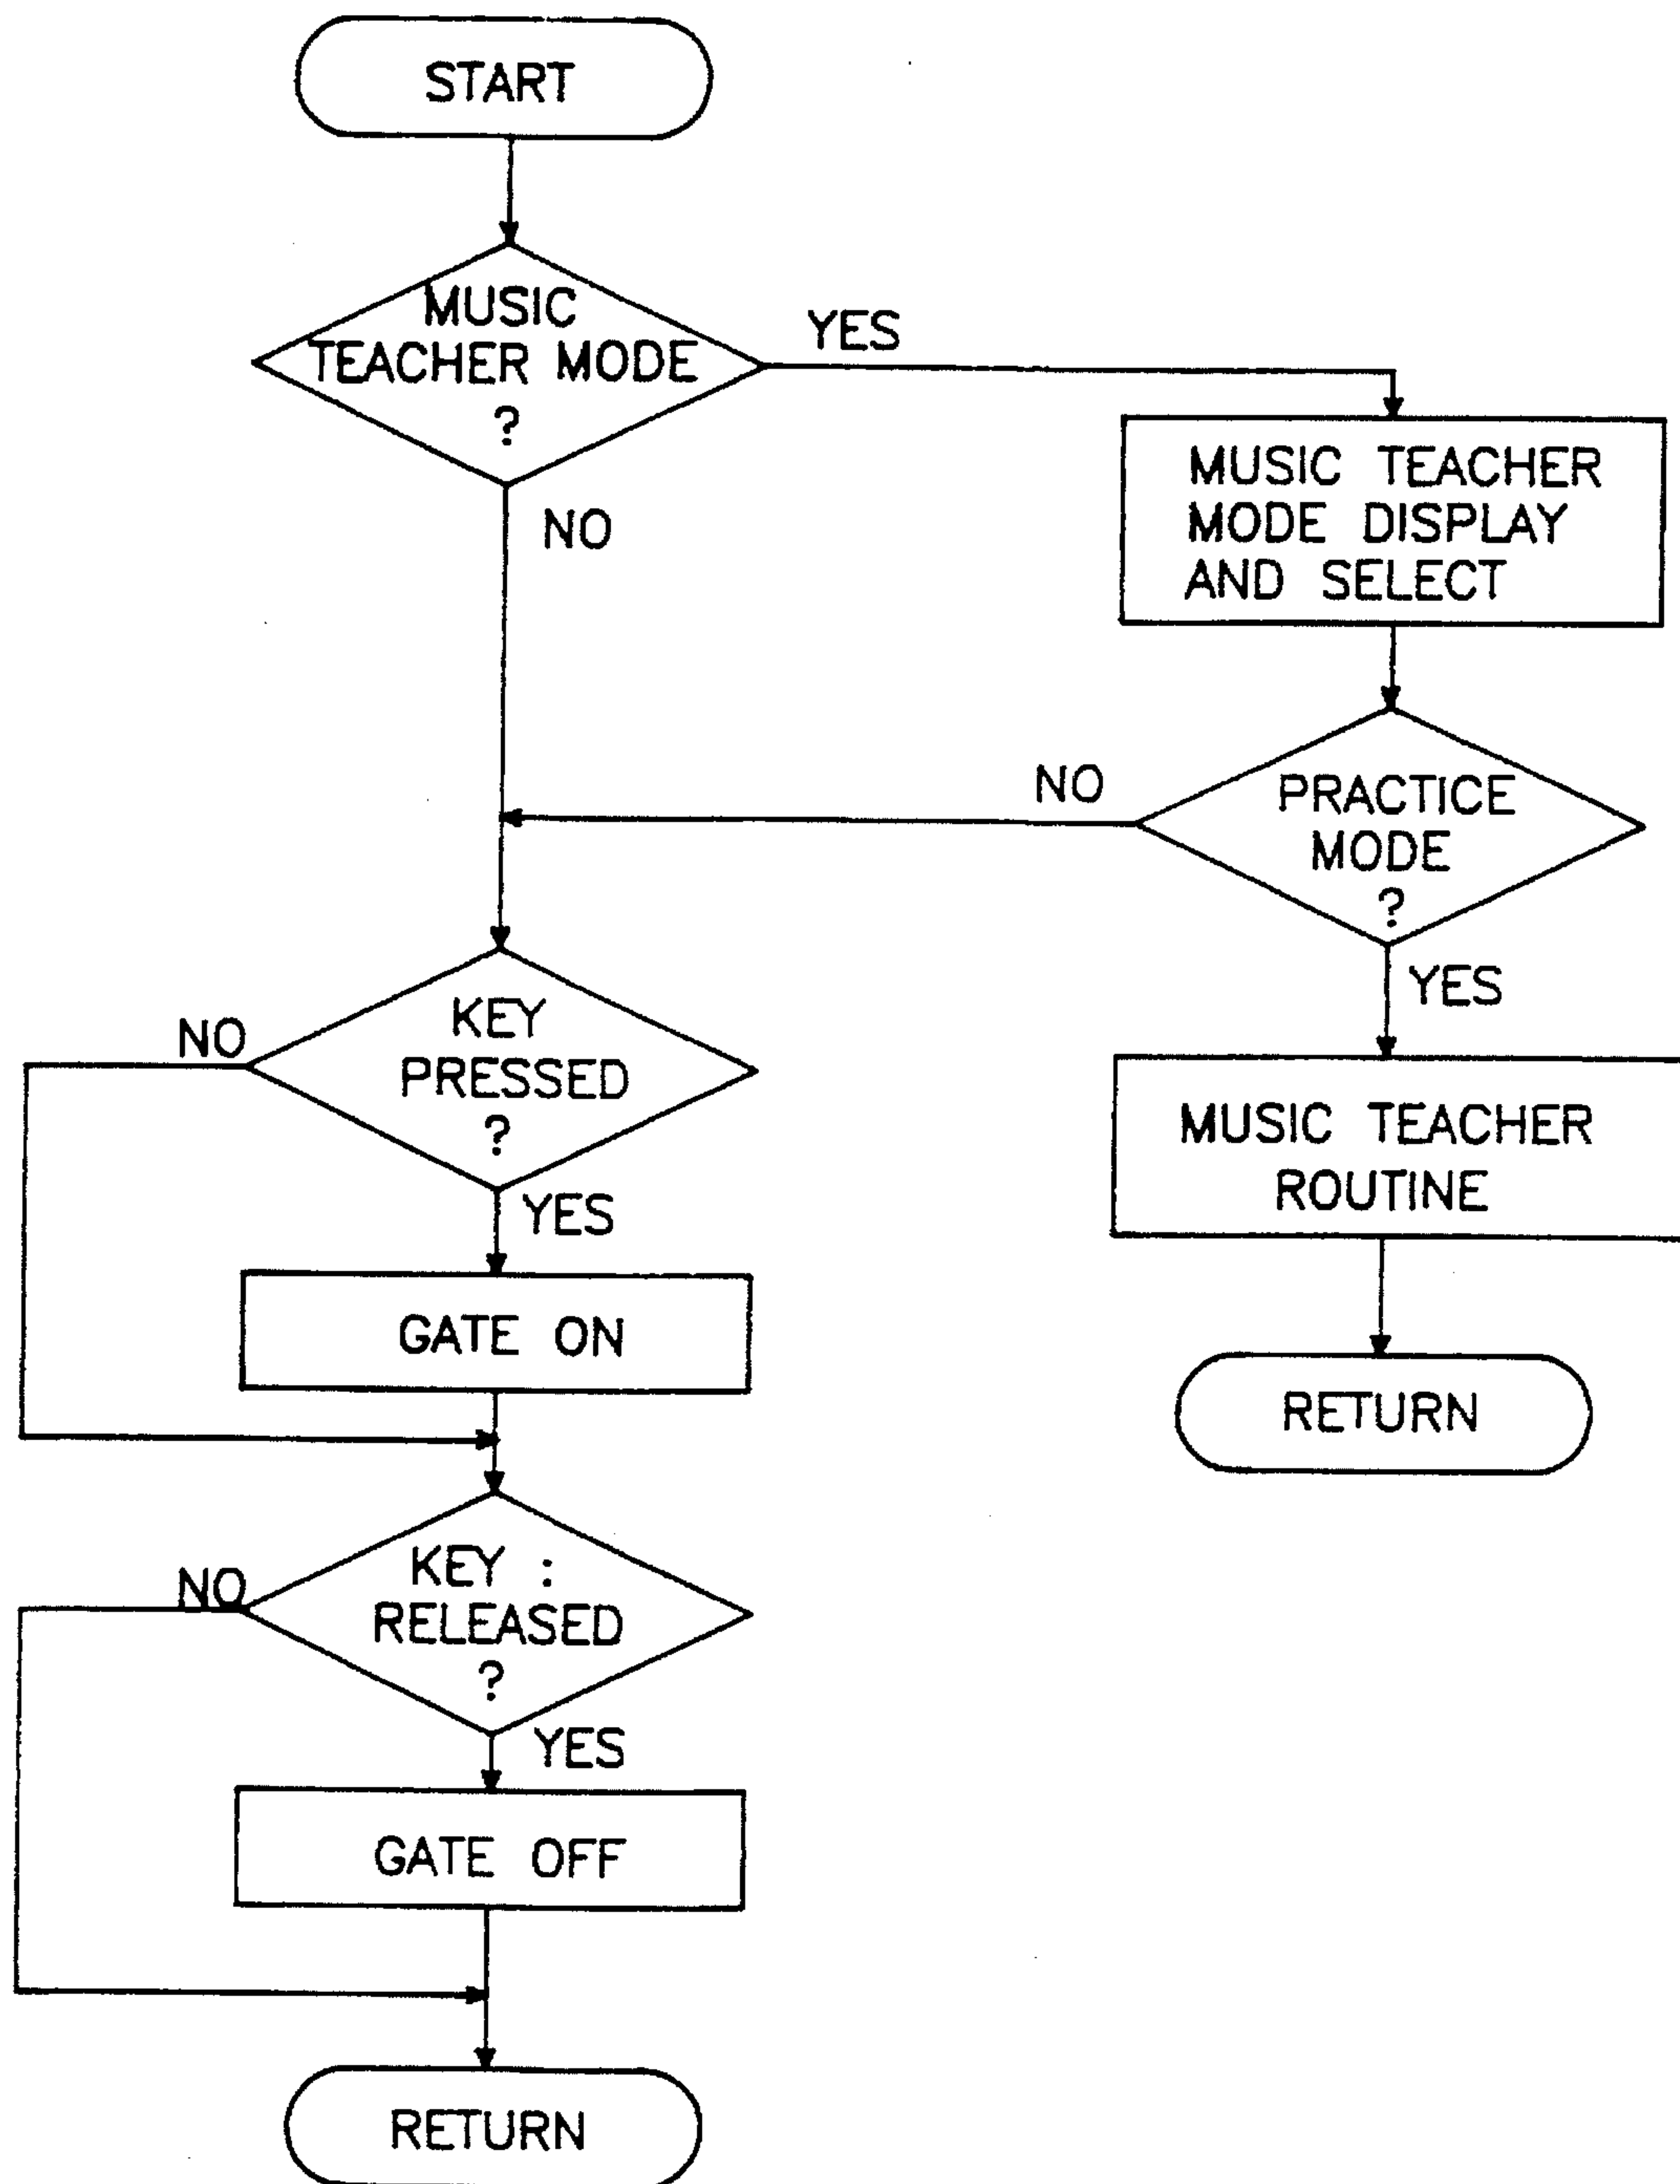 START
MUSIC
TEACHER MODE
?
YES
NO
MUSIC TEACHER
MODE DISPLAY
AND SELECT
PRACTICE
MODE
?
NO
YES
MUSIC TEACHER
ROUTINE
RETURN
KEY
PRESSED
?
NO
YES
GATE ON
KEY :
RELEASED
?
NO
YES
GATE OFF
RETURN